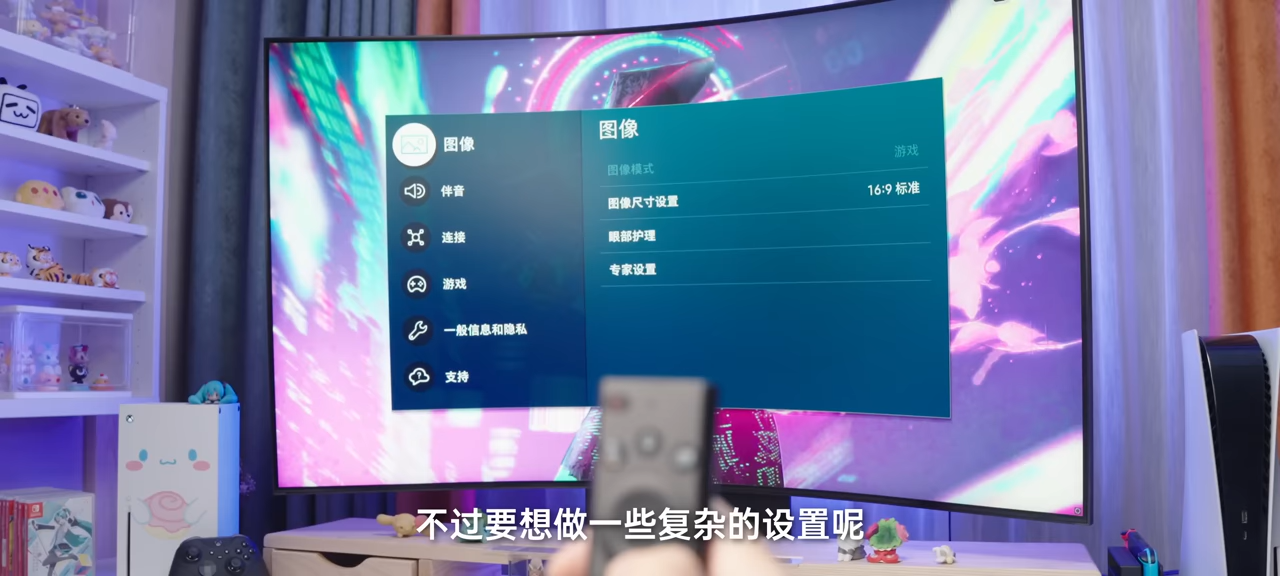 图像
伴音
连接
游戏
一般信息和隐私
支持
图像
图像模式 游戏
图像尺寸设置 16:9 标准
眼部护理
专家设置
不过要想做一些复杂的设置呢